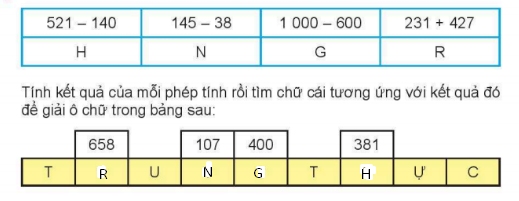 521 – 140 145 – 38 1 000 – 600 231 + 427
H N G R
Tính kết quả của mỗi phép tính rồi tìm chữ cái tương ứng với kết quả đó
để giải ô chữ trong bảng sau:
658 107 400 381
T R U N G T H Ự C